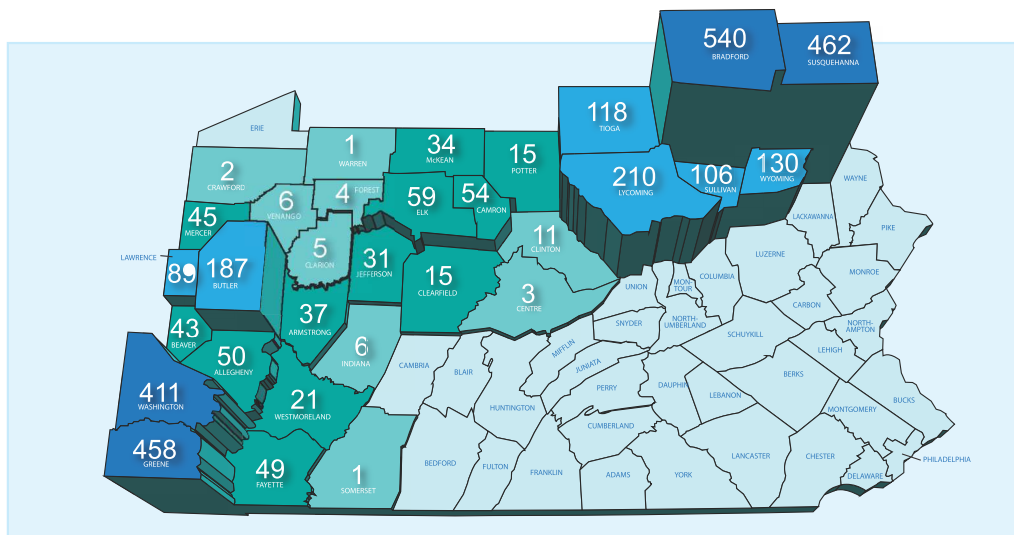 540
BRADFORD
462
SUSQUEHANNA
118
TIOGA
ERIE
1
WARREN
34
McKEAN
15
POTTER
2
CRAWFORD
4
FOREST
6
VENANGO
59
ELK
54
CAMRON
210
LYCOMING
106
SULLIVAN
130
WYOMING
WAYNE
45
MERCER
LACKAWANNA
PIKE
5
CLARION
11
CLINTON
LAWRENCE
89
187
BUTLER
31
JEFFERSON
15
CLEARFIELD
LUZERNE
MONROE
COLUMBIA
UNION
MON-
TOUR
3
CENTRE
CARBON
37
ARMSTRONG
43
BEAVER
SNYDER
NORTH-
UMBERLAND
SCHUYKILL
NORTH-
AMPTON
50
ALLEGHENY
6
INDIANA
MIFFLIN
LEHIGH
CAMBRIA
BLAIR
JUNIATA
BERKS
411
WASHINGTON
21
WESTMORELAND
HUNTINGTON
PERRY
DAUPHIN
LEBANON
BUCKS
MONTGOMERY
CUMBERLAND
458
GREENE
49
FAYETTE
1
SOMERSET
BEDFORD
FULTON
FRANKLIN
ADAMS
YORK
LANCASTER
CHESTER
DELAWARE
PHILADELPHIA